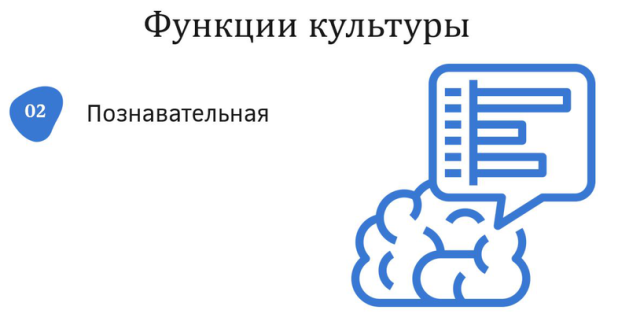 Функции культуры
02
Познавательная